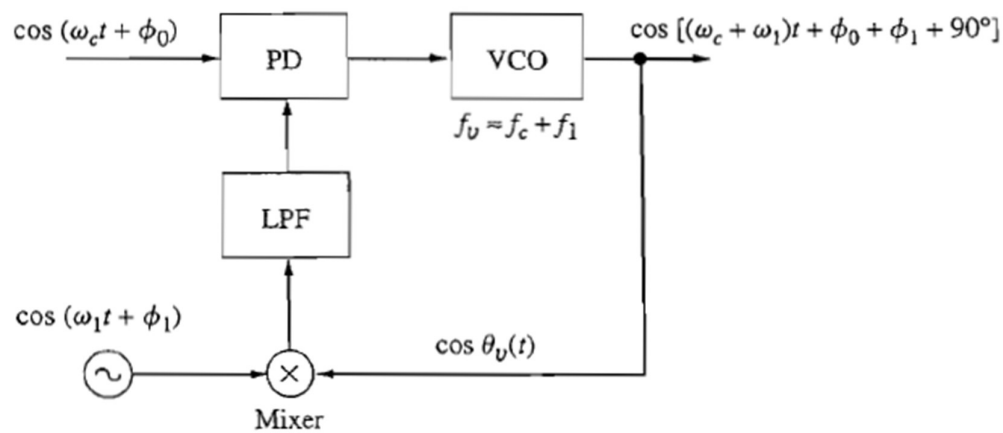 cos (ω_c t + ϕ_0)
PD
VCO
cos [(ω_c + ω_1)t + ϕ_0 + ϕ_1 + 90°]
f_v ≈ f_c + f_1
LPF
cos (ω_1 t + ϕ_1)
cos θ_v(t)
Mixer